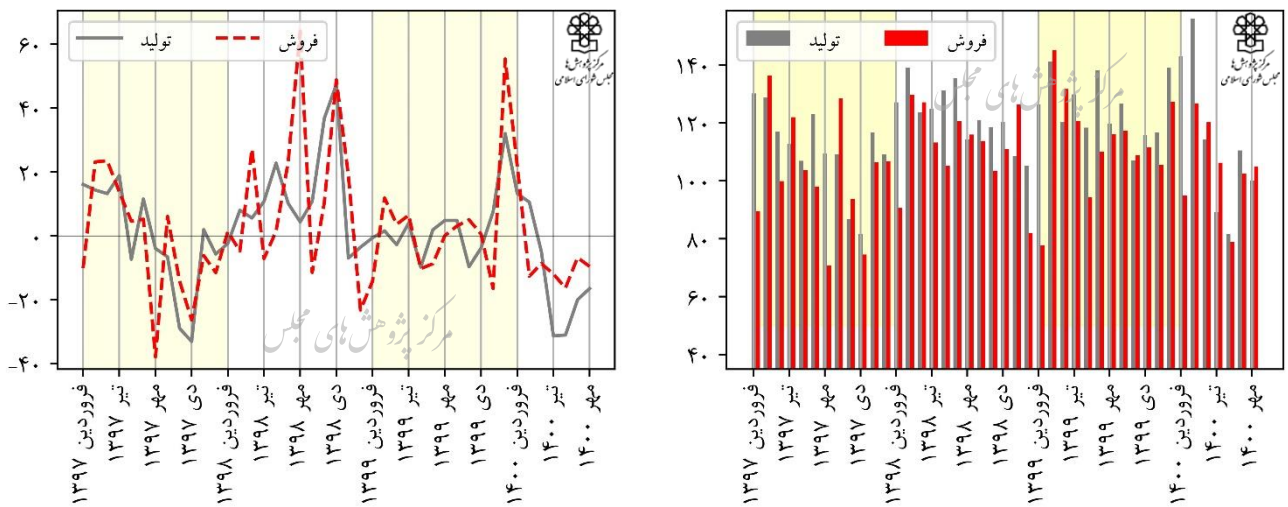 تولید
فروش
مرکز پژوهش‌ها
مجلس شورای اسلامی
۶۰
۴۰
۲۰
۰
-۲۰
-۴۰
مرکز پژوهش های مجلس
فروردین ۱۳۹۷
تیر ۱۳۹۷
مهر ۱۳۹۷
دی ۱۳۹۷
فروردین ۱۳۹۸
تیر ۱۳۹۸
مهر ۱۳۹۸
دی ۱۳۹۸
فروردین ۱۳۹۹
تیر ۱۳۹۹
مهر ۱۳۹۹
دی ۱۳۹۹
فروردین ۱۴۰۰
تیر ۱۴۰۰
مهر ۱۴۰۰
تولید
فروش
مرکز پژوهش‌ها
مجلس شورای اسلامی
مرکز پژوهش های مجلس
۱۴۰
۱۲۰
۱۰۰
۸۰
۶۰
۴۰
فروردین ۱۳۹۷
تیر ۱۳۹۷
مهر ۱۳۹۷
دی ۱۳۹۷
فروردین ۱۳۹۸
تیر ۱۳۹۸
مهر ۱۳۹۸
دی ۱۳۹۸
فروردین ۱۳۹۹
تیر ۱۳۹۹
مهر ۱۳۹۹
دی ۱۳۹۹
فروردین ۱۴۰۰
تیر ۱۴۰۰
مهر ۱۴۰۰